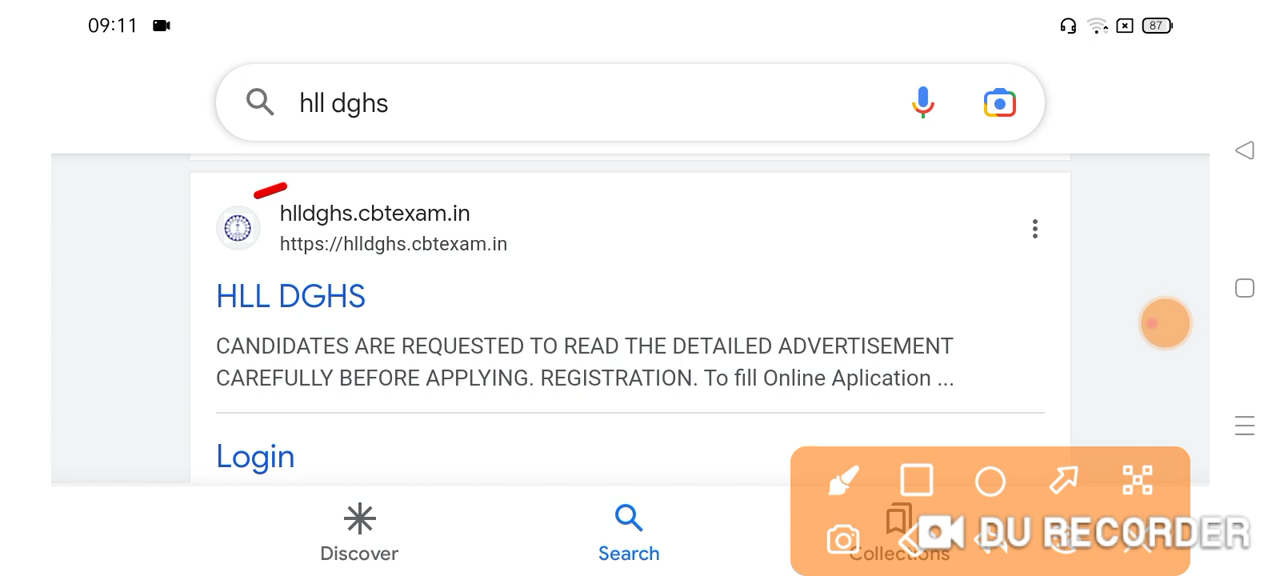 09:11
87
hll dghs
hlldghs.cbtexam.in
https://hlldghs.cbtexam.in
HLL DGHS
CANDIDATES ARE REQUESTED TO READ THE DETAILED ADVERTISEMENT
CAREFULLY BEFORE APPLYING. REGISTRATION. To fill Online Aplication ...
Login
Discover
Search
Collections
DU RECORDER